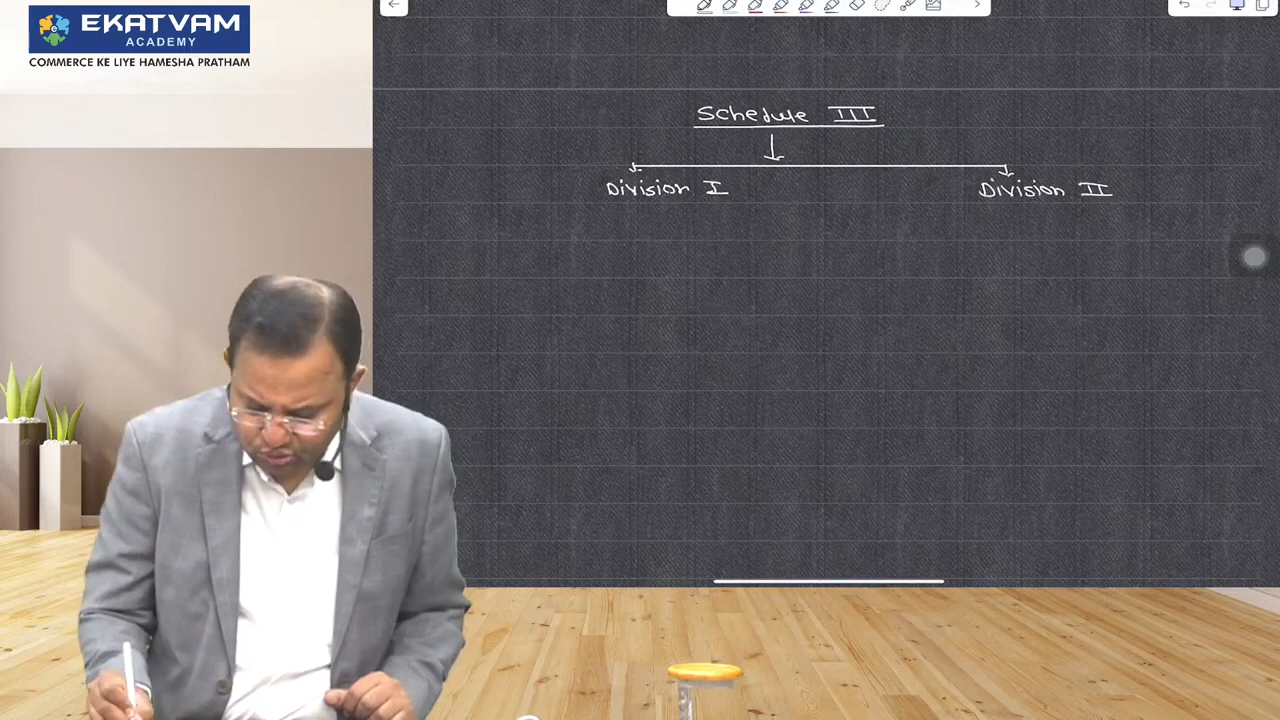 EKATVAM
ACADEMY
COMMERCE KE LIYE HAMESHA PRATHAM
Schedule III
Division I
Division II